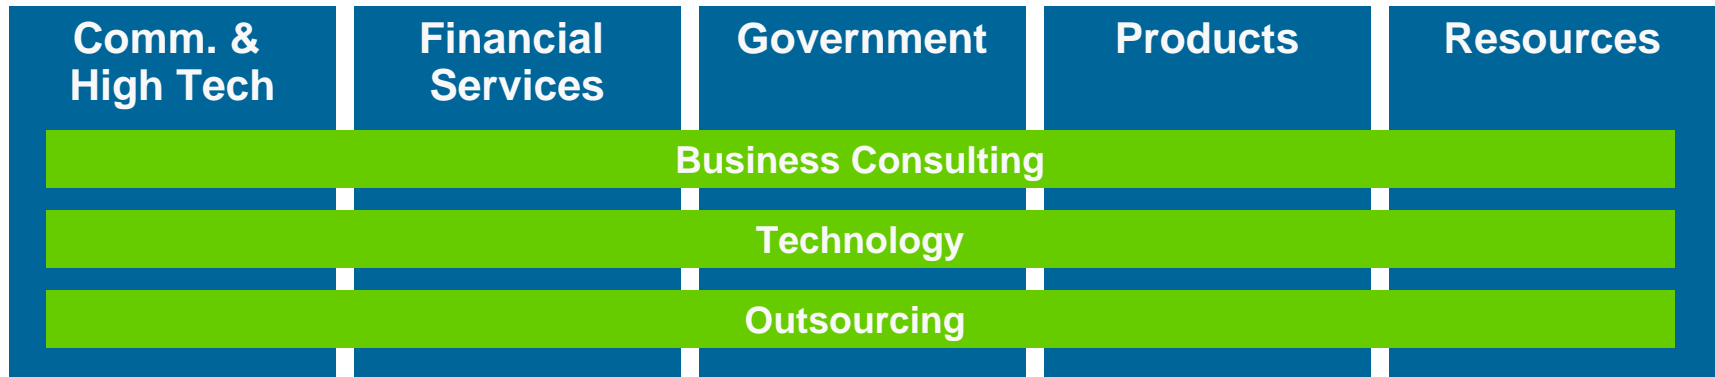 Comm. &
High Tech
Financial
Services
Government
Products
Resources
Business Consulting
Technology
Outsourcing